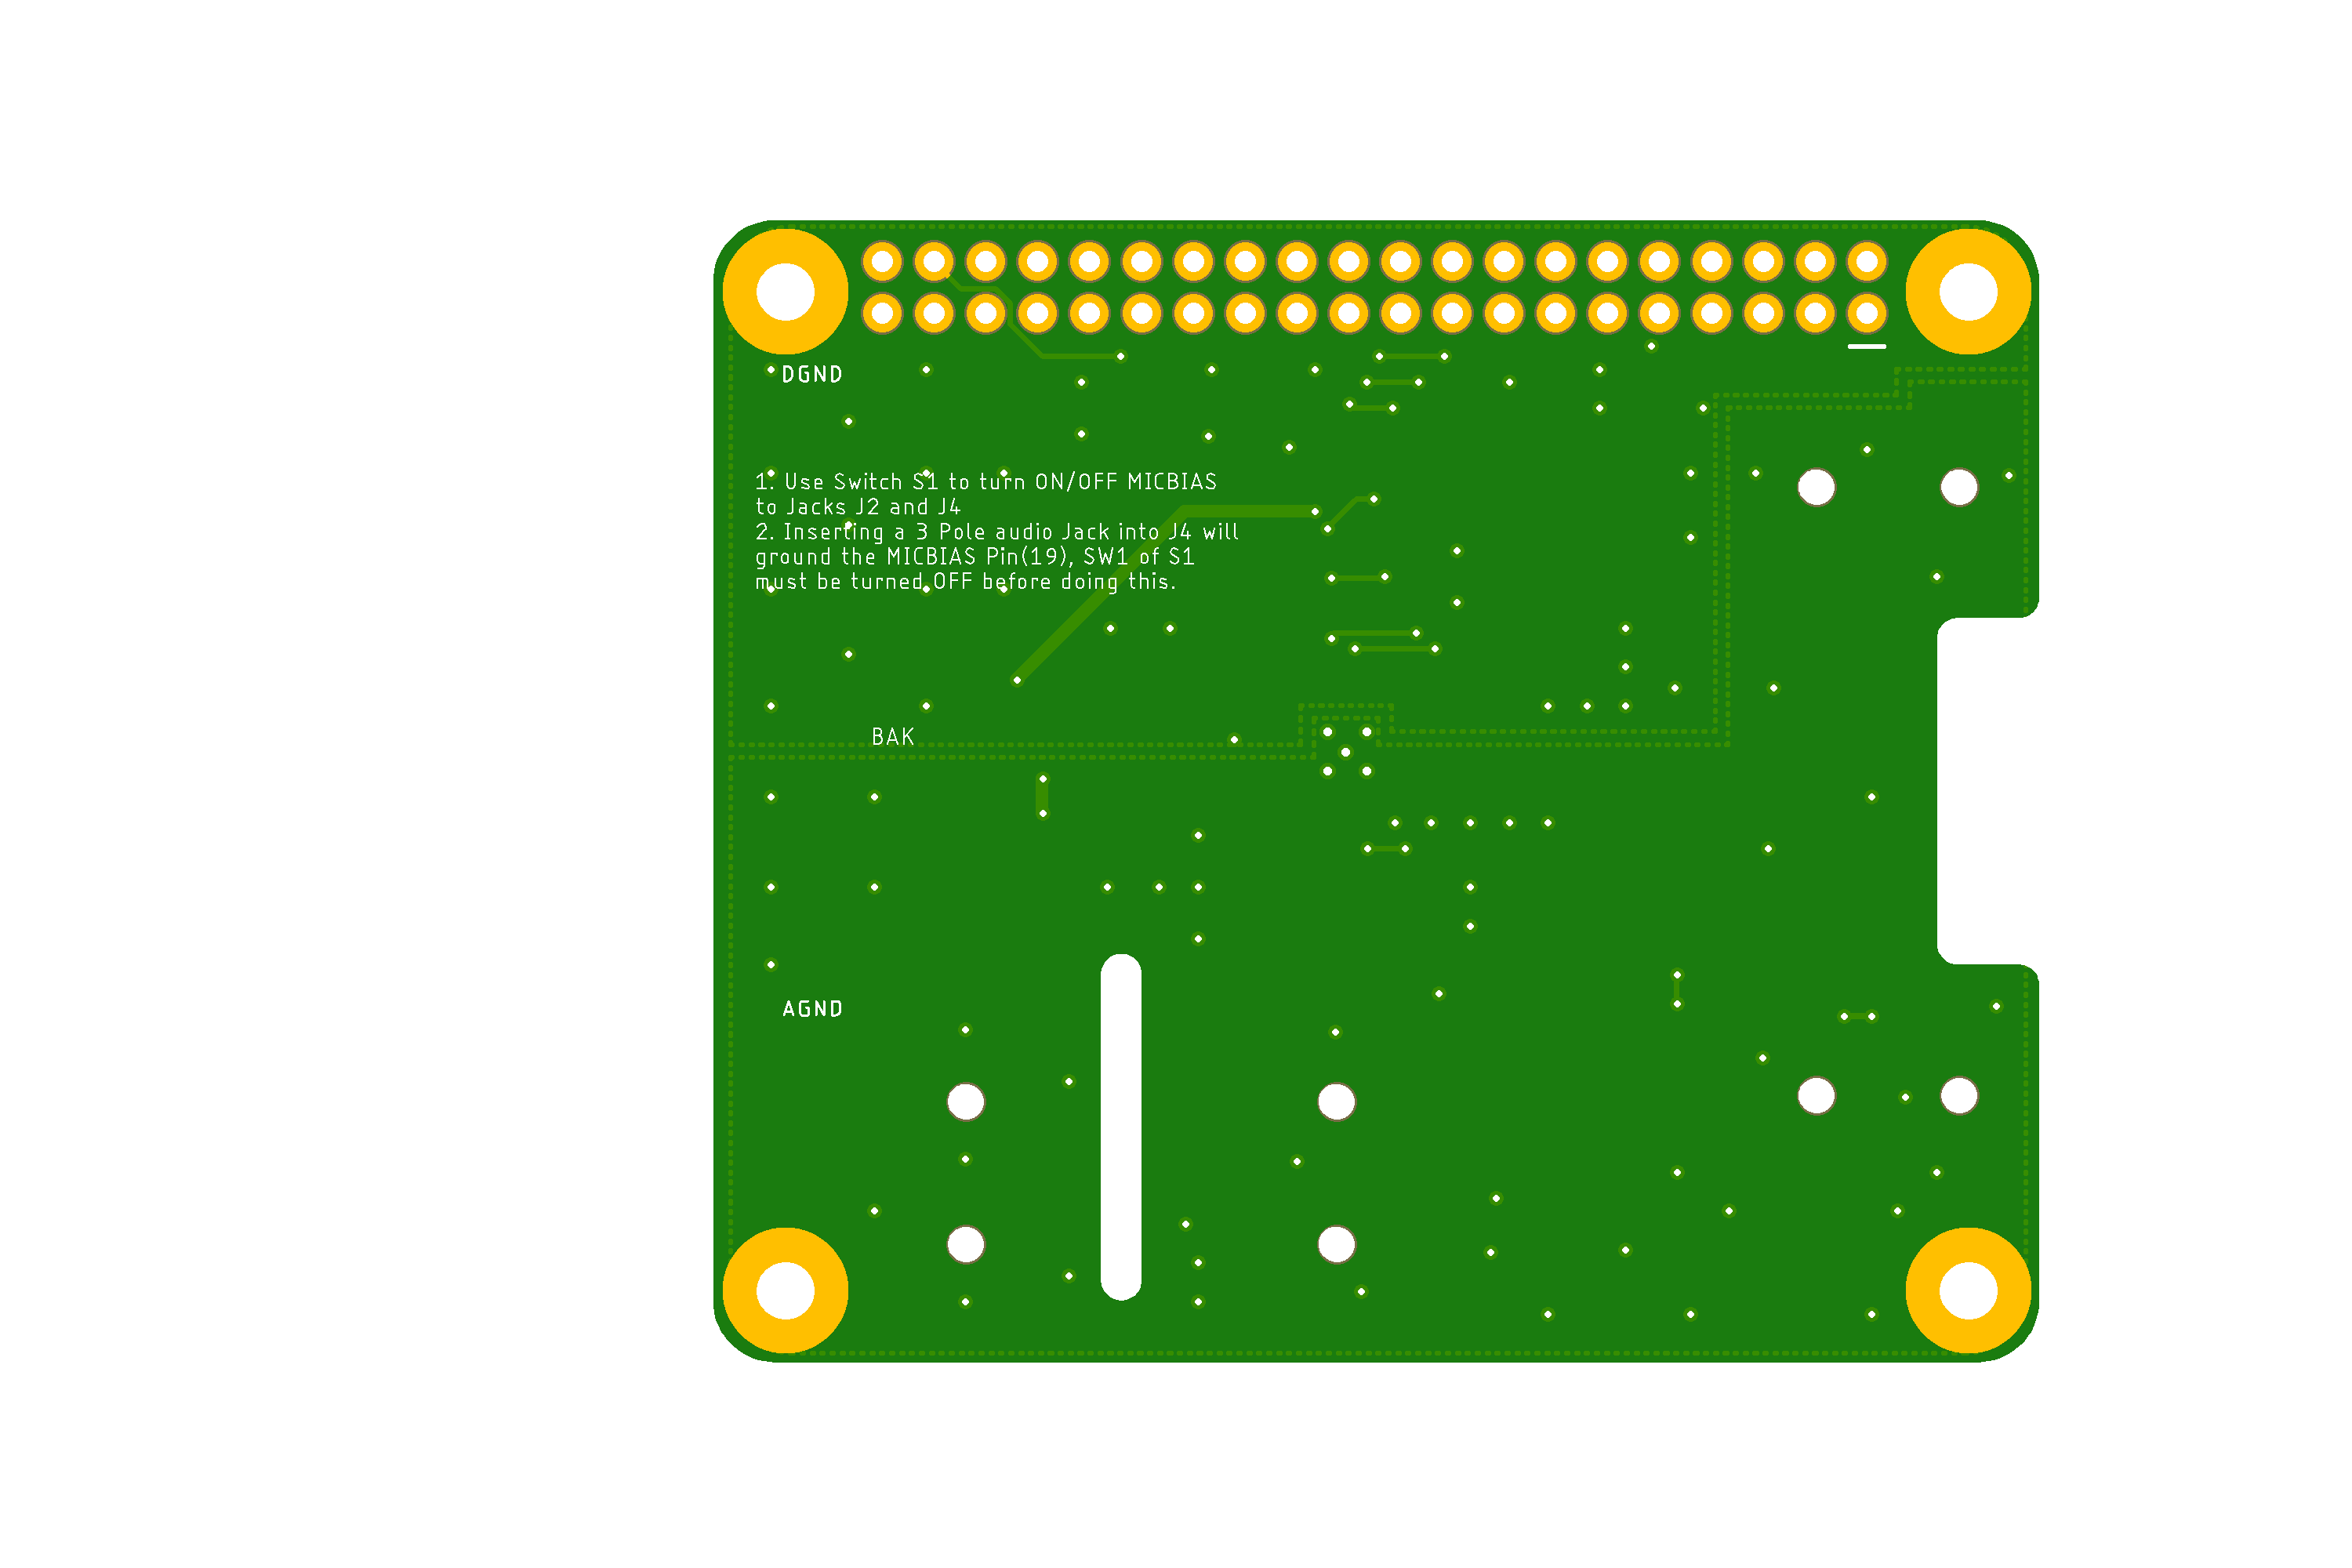 DGND
1. Use Switch S1 to turn ON/OFF MICBIAS
to Jacks J2 and J4
2. Inserting a 3 Pole audio Jack into J4 will
ground the MICBIAS Pin(19), SW1 of S1
must be turned OFF before doing this.
BAK
AGND